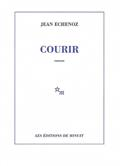 JEAN ECHENOZ
COURIR
roman
LES ÉDITIONS DE MINUIT